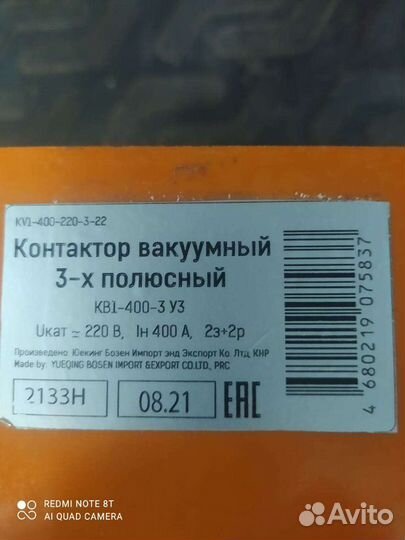 KV1-400-220-3-22
Контактор вакуумный
3-х полюсный
КВ1-400-3 У3
Uкат ≃ 220 В, Iн 400 А, 2з+2р
Произведено: Юекинг Бозен Импорт энд Экспорт Ко. Лтд, КНР
Made by: YUEQING BOSEN IMPORT &EXPORT CO.LTD., PRC
2133H
08.21
EAC
4 680219 075837
REDMI NOTE 8T
AI QUAD CAMERA
Avito